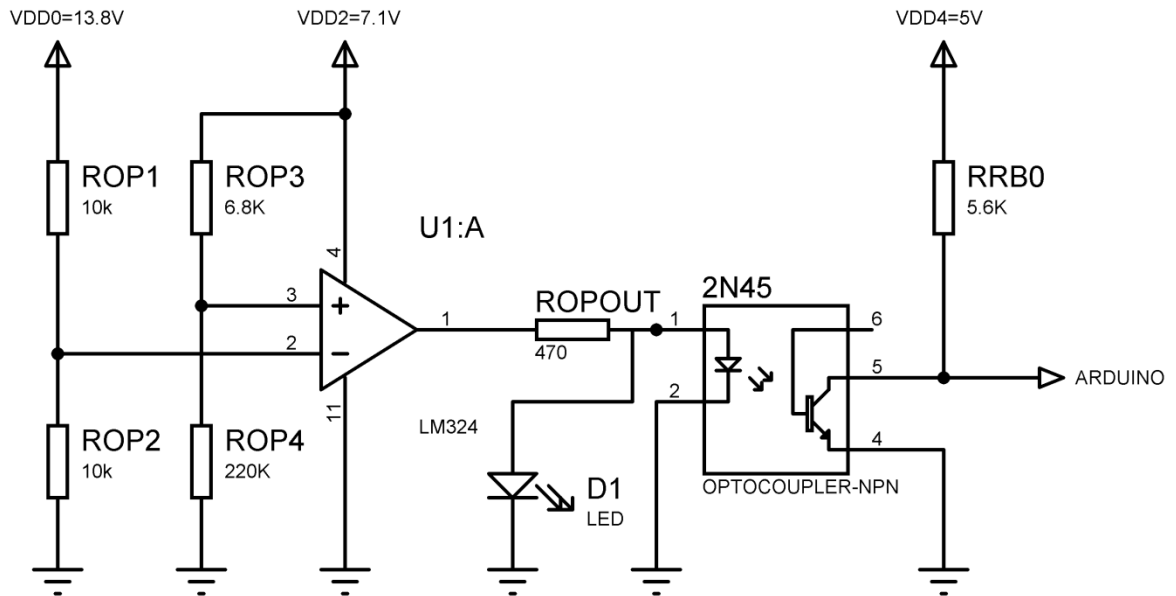 VDD0=13.8V
VDD2=7.1V
VDD4=5V
ROP1
10k
ROP3
6.8K
RRB0
5.6K
U1:A
4
3
2
1
11
LM324
ROPOUT
470
2N45
1
2
6
5
4
OPTOCOUPLER-NPN
ARDUINO
ROP2
10k
ROP4
220K
D1
LED